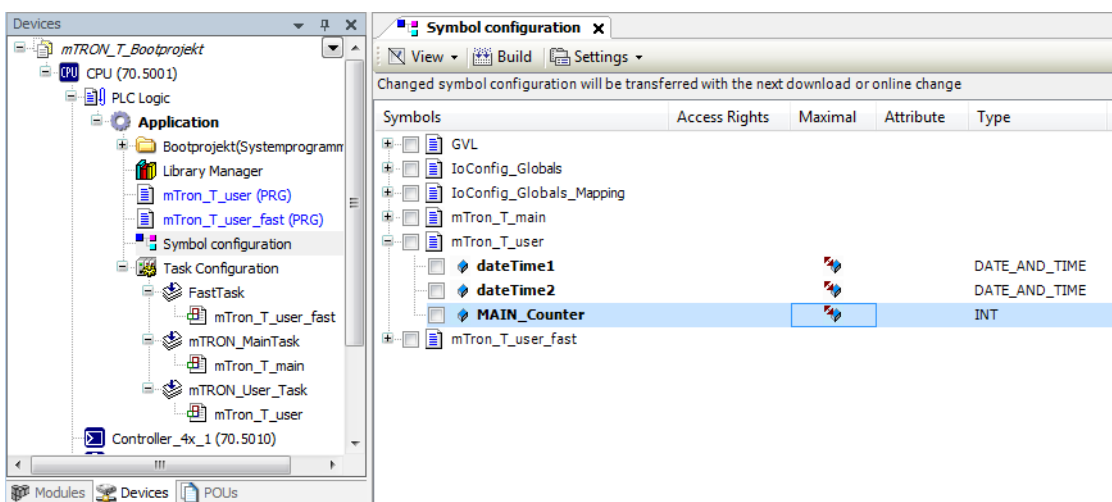 Devices
mTRON_T_Bootprojekt
CPU CPU (70.5001)
PLC Logic
Application
Bootprojekt(Systemprogramm
Library Manager
mTron_T_user (PRG)
mTron_T_user_fast (PRG)
Symbol configuration
Task Configuration
FastTask
mTron_T_user_fast
mTRON_MainTask
mTron_T_main
mTRON_User_Task
mTron_T_user
Controller_4x_1 (70.5010)
Modules Devices POUs
Symbol configuration
View Build Settings
Changed symbol configuration will be transferred with the next download or online change
Symbols Access Rights Maximal Attribute Type
GVL
IoConfig_Globals
IoConfig_Globals_Mapping
mTron_T_main
mTron_T_user
dateTime1 DATE_AND_TIME
dateTime2 DATE_AND_TIME
MAIN_Counter INT
mTron_T_user_fast